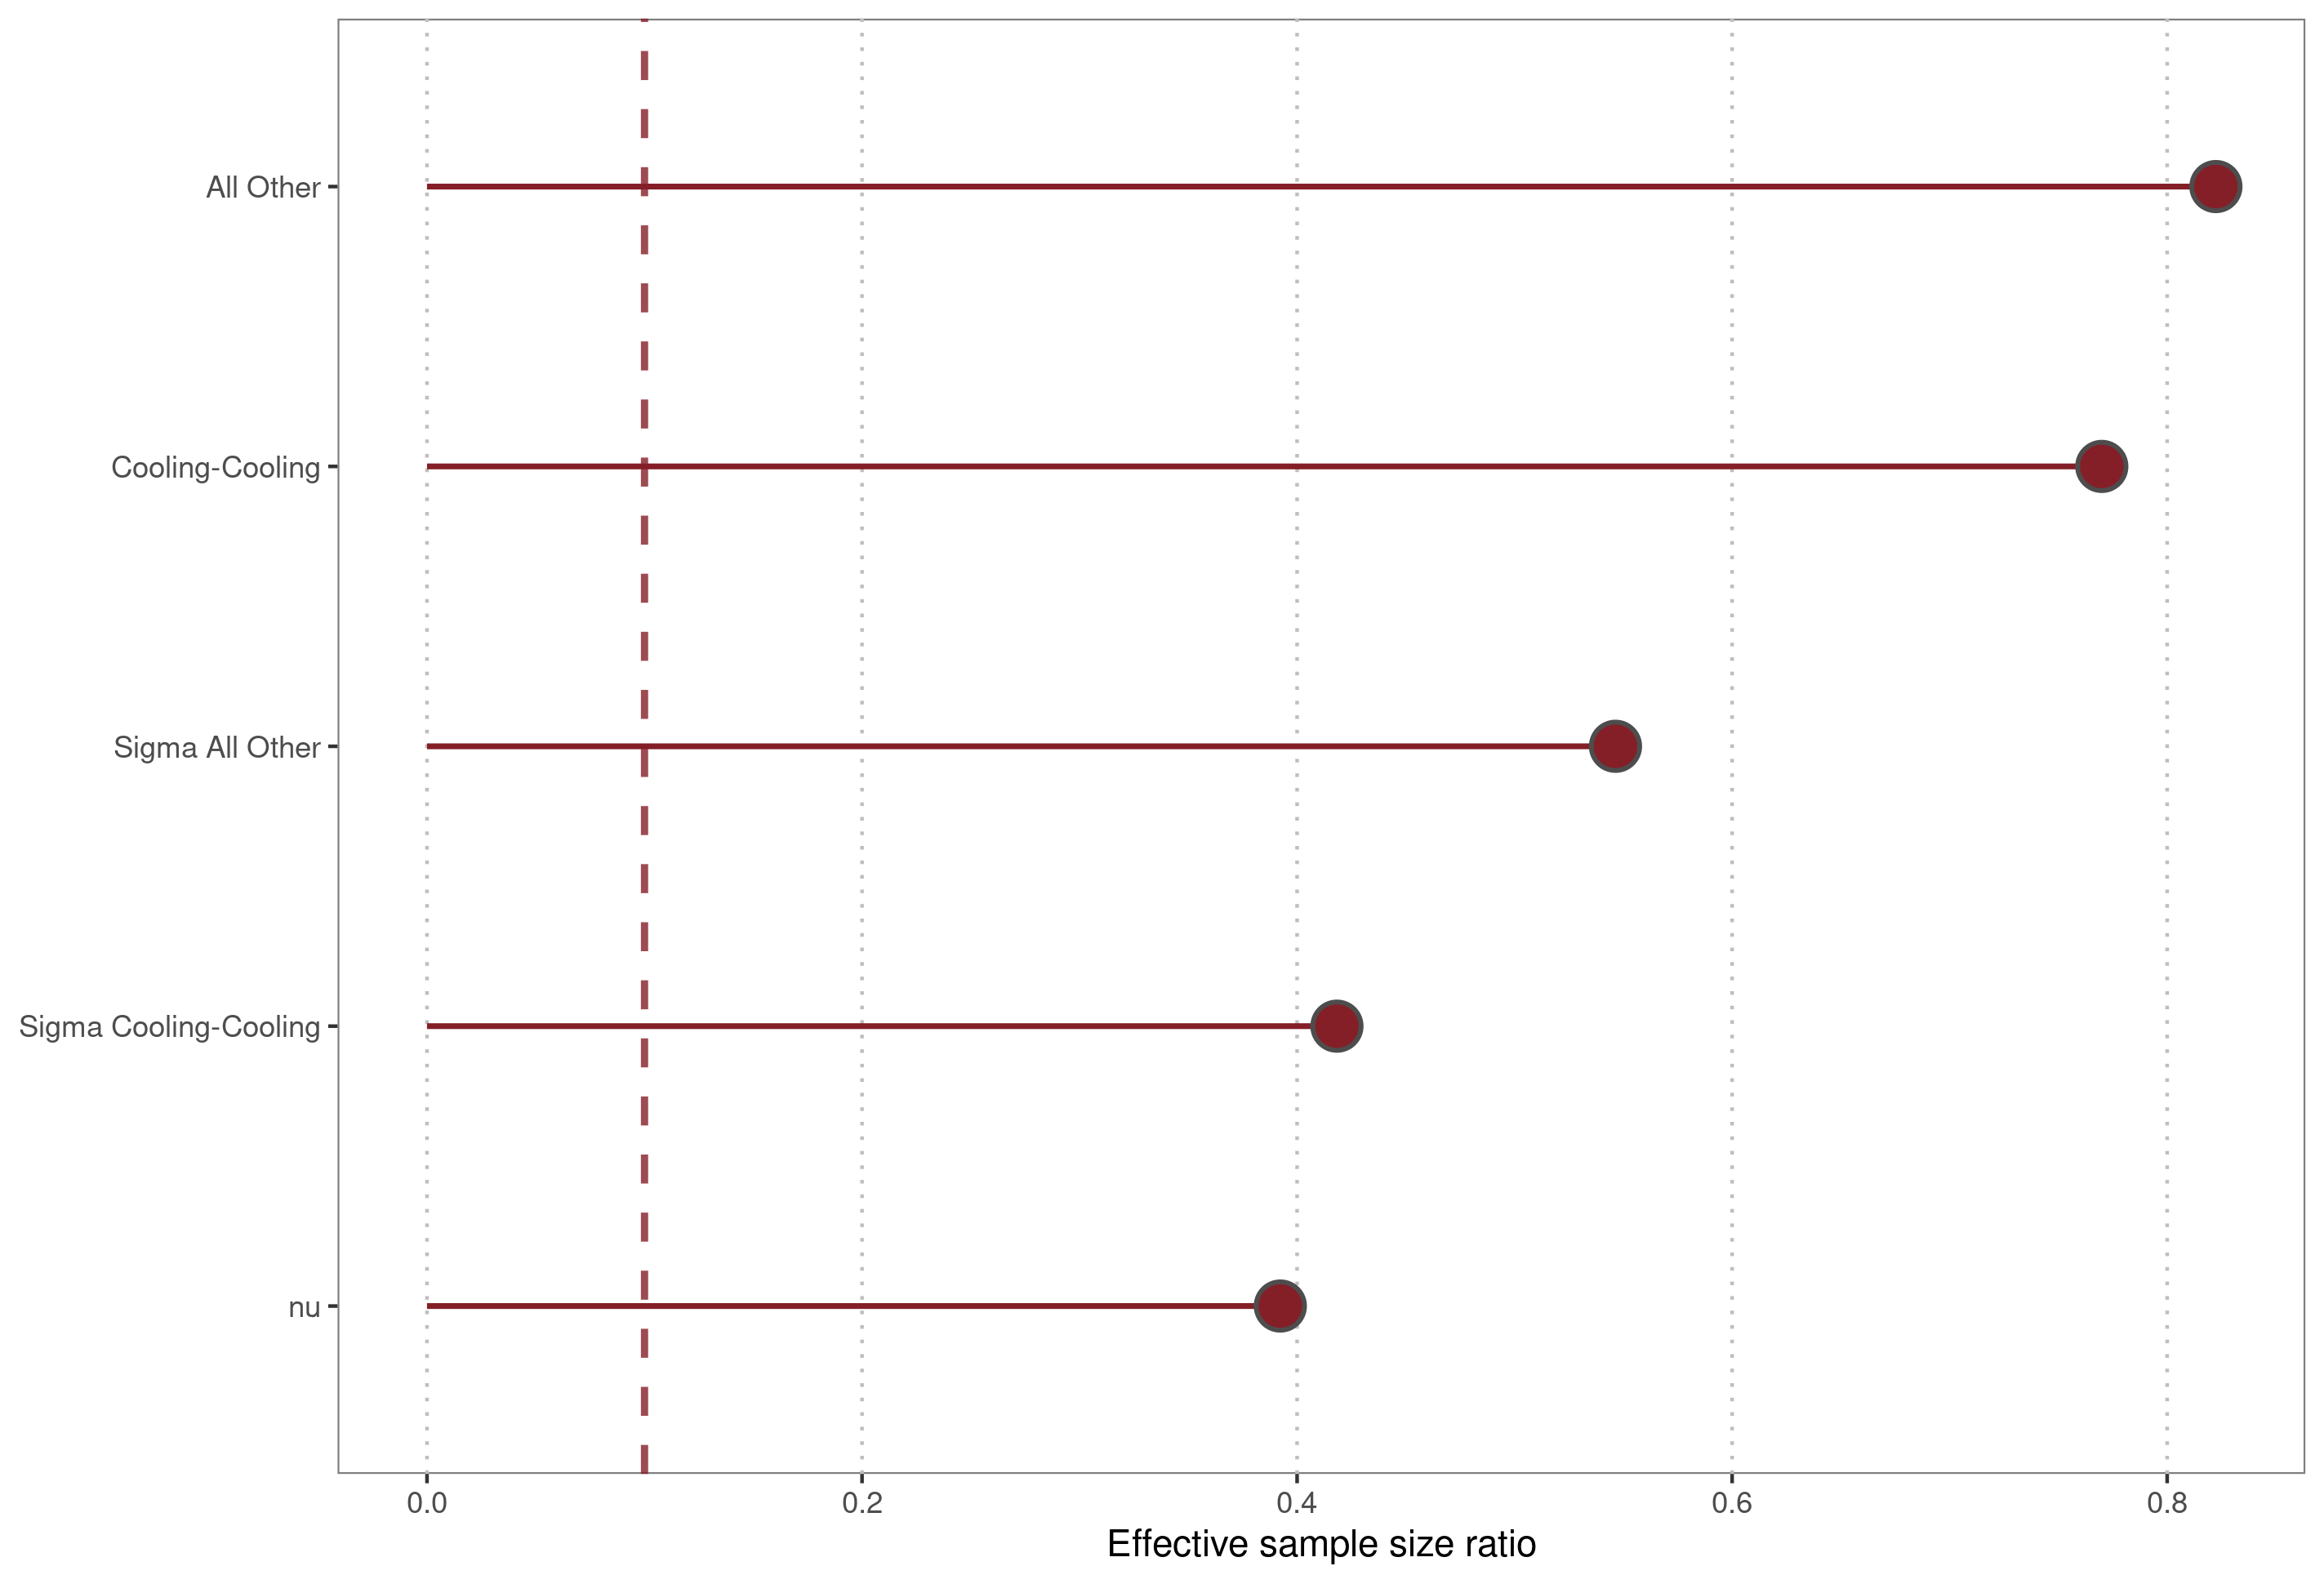 All Other
Cooling-Cooling
Sigma All Other
Sigma Cooling-Cooling
nu
0.0 0.2 0.4 0.6 0.8
Effective sample size ratio